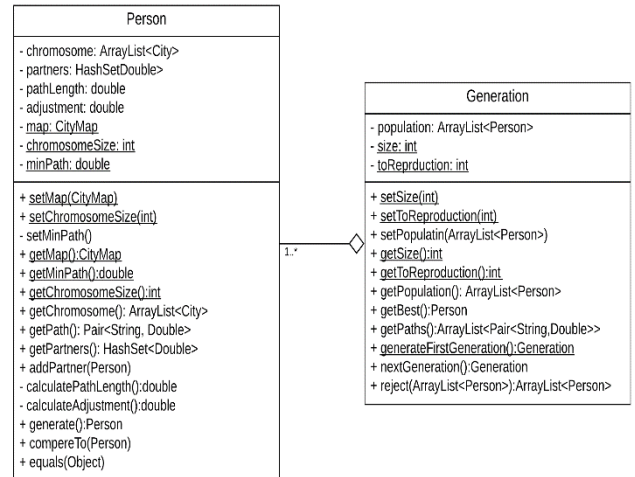 Person
- chromosome: ArrayList<City>
- partners: HashSetDouble>
- pathLength: double
- adjustment: double
- map: CityMap
- chromosomeSize: int
- minPath: double
+ setMap(CityMap)
+ setChromosomeSize(int)
- setMinPath()
+ getMap():CityMap
+ getMinPath():double
+ getChromosomeSize():int
+ getChromosome(): ArrayList<City>
+ getPath(): Pair<String, Double>
+ getPartners(): HashSet<Double>
+ addPartner(Person)
- calculatePathLength():double
- calculateAdjustment():double
+ generate():Person
+ compereTo(Person)
+ equals(Object)
1..*
Generation
- population: ArrayList<Person>
- size: int
- toReprduction: int
+ setSize(int)
+ setToReproduction(int)
+ setPopulatin(ArrayList<Person>)
+ getSize():int
+ getToReproduction():int
+ getPopulation(): ArrayList<Person>
+ getBest():Person
+ getPaths():ArrayList<Pair<String,Double>>
+ generateFirstGeneration():Generation
+ nextGeneration():Generation
+ reject(ArrayList<Person>):ArrayList<Person>